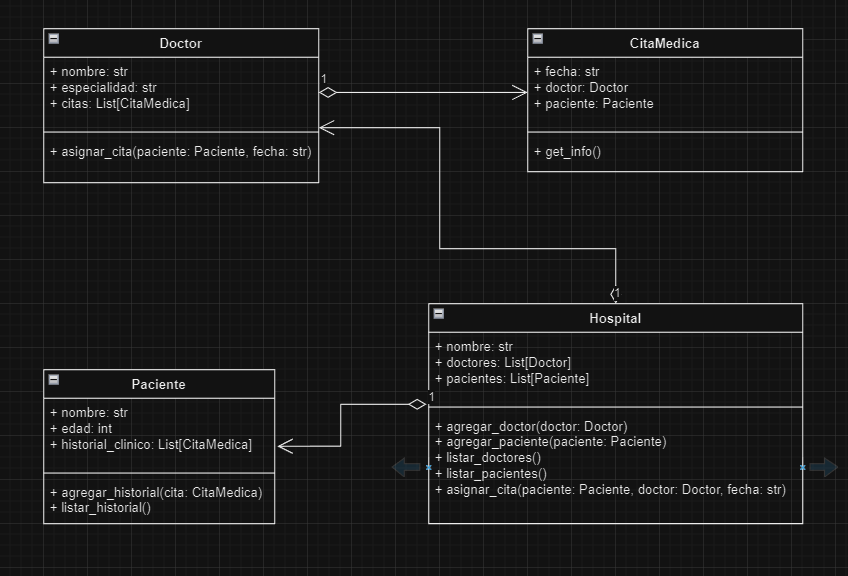 Doctor
+ nombre: str
+ especialidad: str
+ citas: List[CitaMedica]
+ asignar_cita(paciente: Paciente, fecha: str)
1
CitaMedica
+ fecha: str
+ doctor: Doctor
+ paciente: Paciente
+ get_info()
1
Hospital
+ nombre: str
+ doctores: List[Doctor]
+ pacientes: List[Paciente]
+ agregar_doctor(doctor: Doctor)
+ agregar_paciente(paciente: Paciente)
+ listar_doctores()
+ listar_pacientes()
+ asignar_cita(paciente: Paciente, doctor: Doctor, fecha: str)
1
Paciente
+ nombre: str
+ edad: int
+ historial_clinico: List[CitaMedica]
+ agregar_historial(cita: CitaMedica)
+ listar_historial()